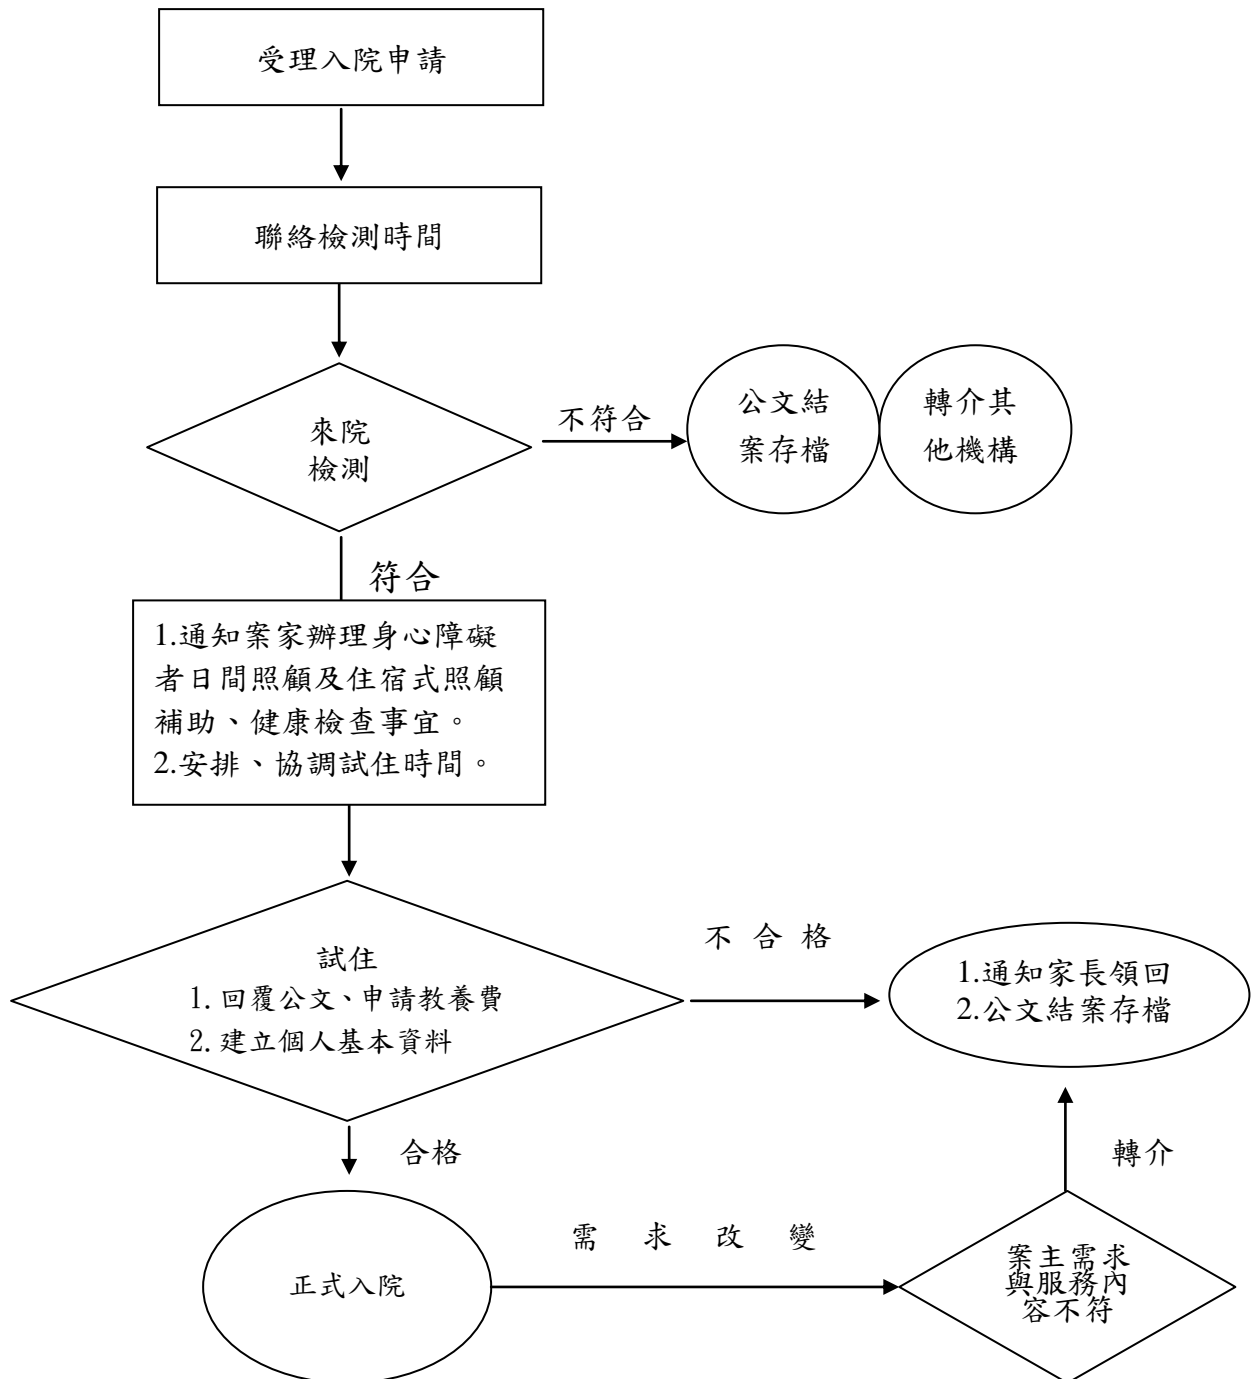 受理入院申請
聯絡檢測時間
來院
檢測
不符合
公文結
案存檔
轉介其
他機構
符合
1.通知案家辦理身心障礙
者日間照顧及住宿式照顧
補助、健康檢查事宜。
2.安排、協調試住時間。
試住
1.回覆公文、申請教養費
2.建立個人基本資料
不合格
1.通知家長領回
2.公文結案存檔
合格
轉介
正式入院
需求改變
案主需求
與服務內
容不符